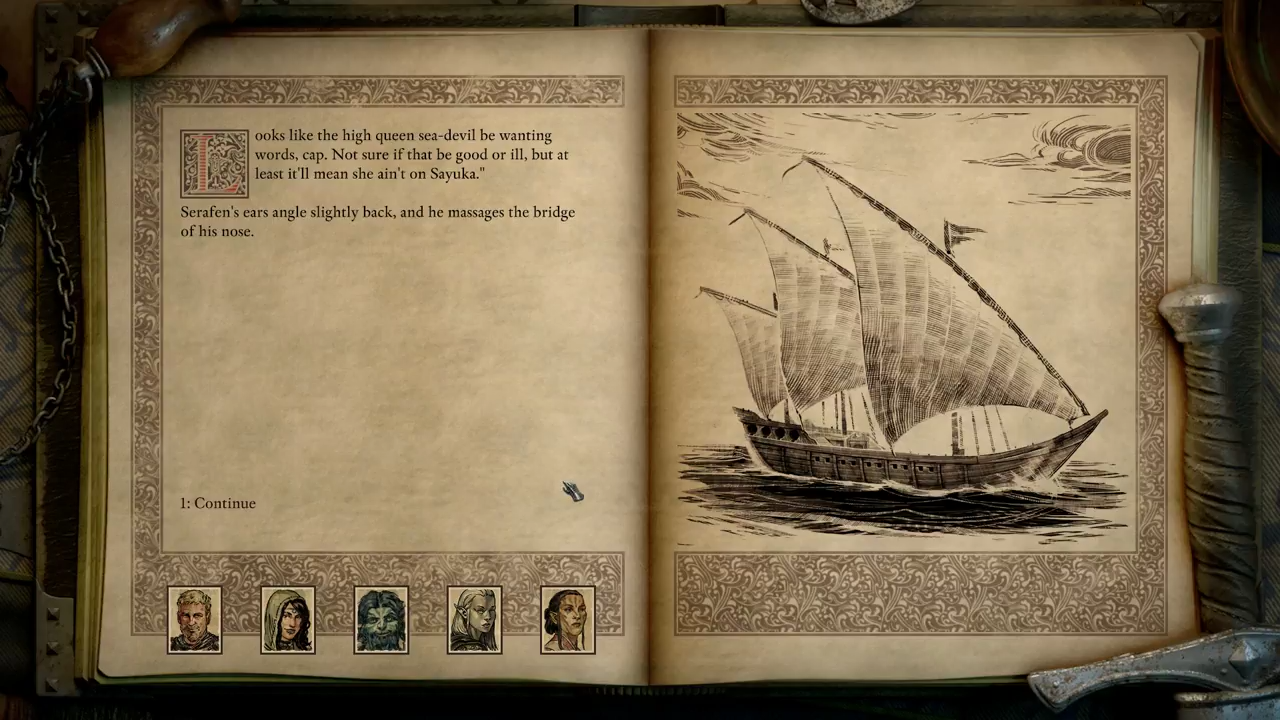 Looks like the high queen sea-devil be wanting
words, cap. Not sure if that be good or ill, but at
least it'll mean she ain't on Sayuka."
Serafen's ears angle slightly back, and he massages the bridge
of his nose.
1: Continue